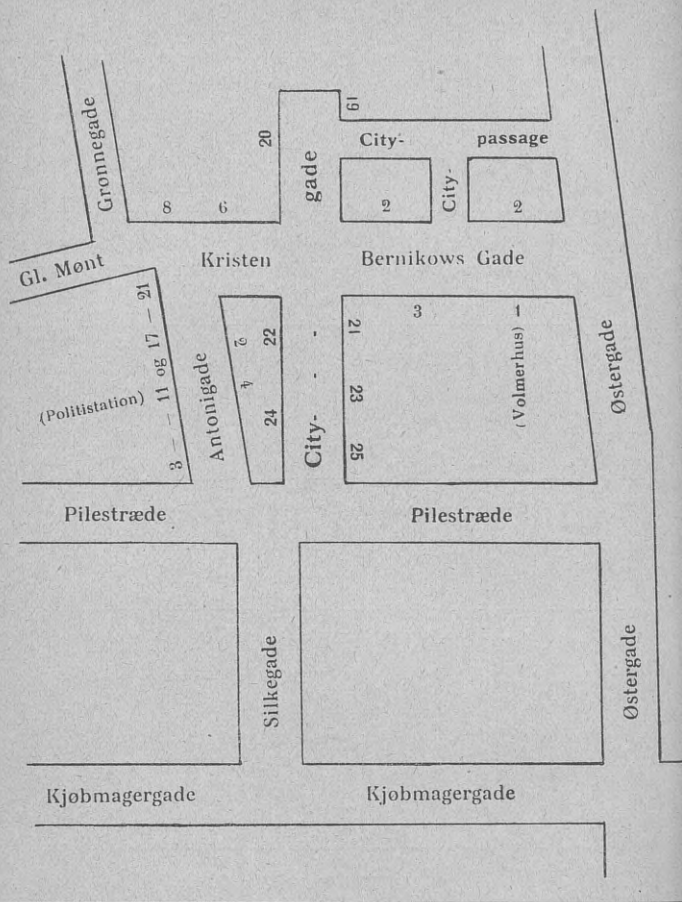 Grønnegade
20
gade
19
City-
passage
8
6
2
City-
2
Gl. Mønt
Kristen
Bernikows Gade
3 - - 11 og 17 - 21
(Politistation)
Antonigade
2
4
22
24
City- - -
21
23
25
3
1
(Volmerhus)
Østergade
Pilestræde
Pilestræde
Silkegade
Østergade
Kjøbmagergade
Kjøbmagergade